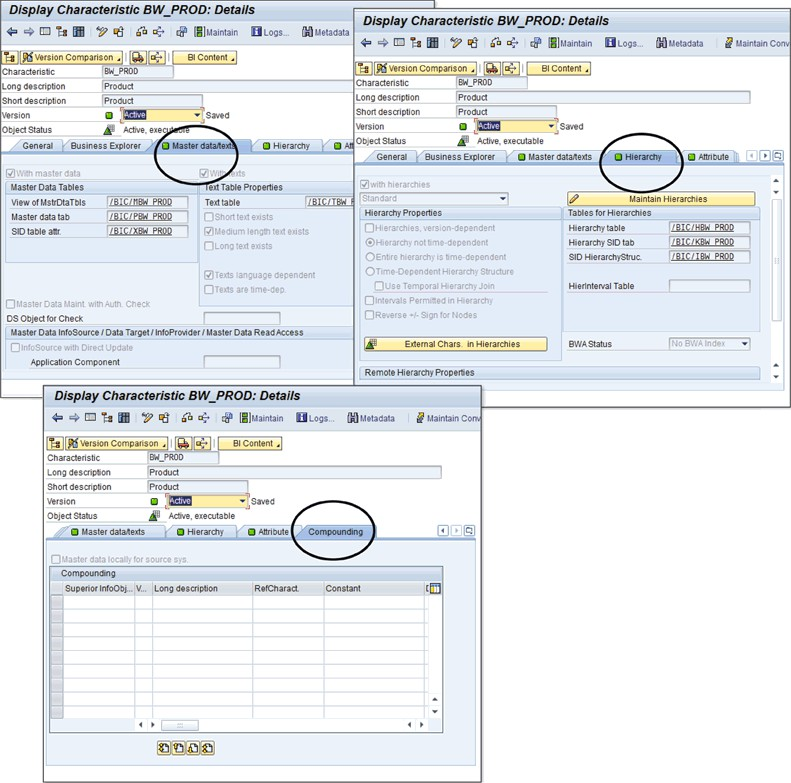 Display Characteristic BW_PROD: Details
Maintain Logs... Metadata
Version Comparison BI Content
Characteristic BW_PROD
Long description Product
Short description Product
Version Active Saved
Object Status Active, executable
General Business Explorer Master data/texts Hierarchy
With master data With texts
Master Data Tables Text Table Properties
View of MstrDtaTbls /BIC/MBW_PROD Text table /BIC/TBW_P
Master data tab /BIC/PBW_PROD Short text exists
SID table attr. /BIC/XBW_PROD Medium length text exists
Long text exists
Texts language dependent
Texts are time-dep.
Master Data Maint. with Auth. Check
DS Object for Check
Master Data InfoSource / Data Target / InfoProvider / Master Data Read Access
InfoSource with Direct Update
Application Component
Display Characteristic BW_PROD: Details
Maintain Logs... Metadata Maintain Conv
Version Comparison BI Content
Characteristic BW_PROD
Long description Product
Short description Product
Version Active Saved
Object Status Active, executable
General Business Explorer Master data/texts Hierarchy Attribute
with hierarchies
Standard Maintain Hierarchies
Hierarchy Properties Tables for Hierarchies
Hierarchies, version-dependent Hierarchy table /BIC/HBW_PROD
Hierarchy not time-dependent Hierarchy SID tab /BIC/KBW_PROD
Entire hierarchy is time-dependent SID HierarchyStruc. /BIC/IBW_PROD
Time-Dependent Hierarchy Structure
Use Temporal Hierarchy Join HierInterval Table
Intervals Permitted in Hierarchy
Reverse +/- Sign for Nodes
External Chars. in Hierarchies BWA Status No BWA Index
Remote Hierarchy Properties
Display Characteristic BW_PROD: Details
Maintain Logs... Metadata Maintain Conv
Version Comparison BI Content
Characteristic BW_PROD
Long description Product
Short description Product
Version Active Saved
Object Status Active, executable
Master data/texts Hierarchy Attribute Compounding
Master data locally for source sys.
Compounding
Superior InfoObj... V... Long description RefCharact. Constant